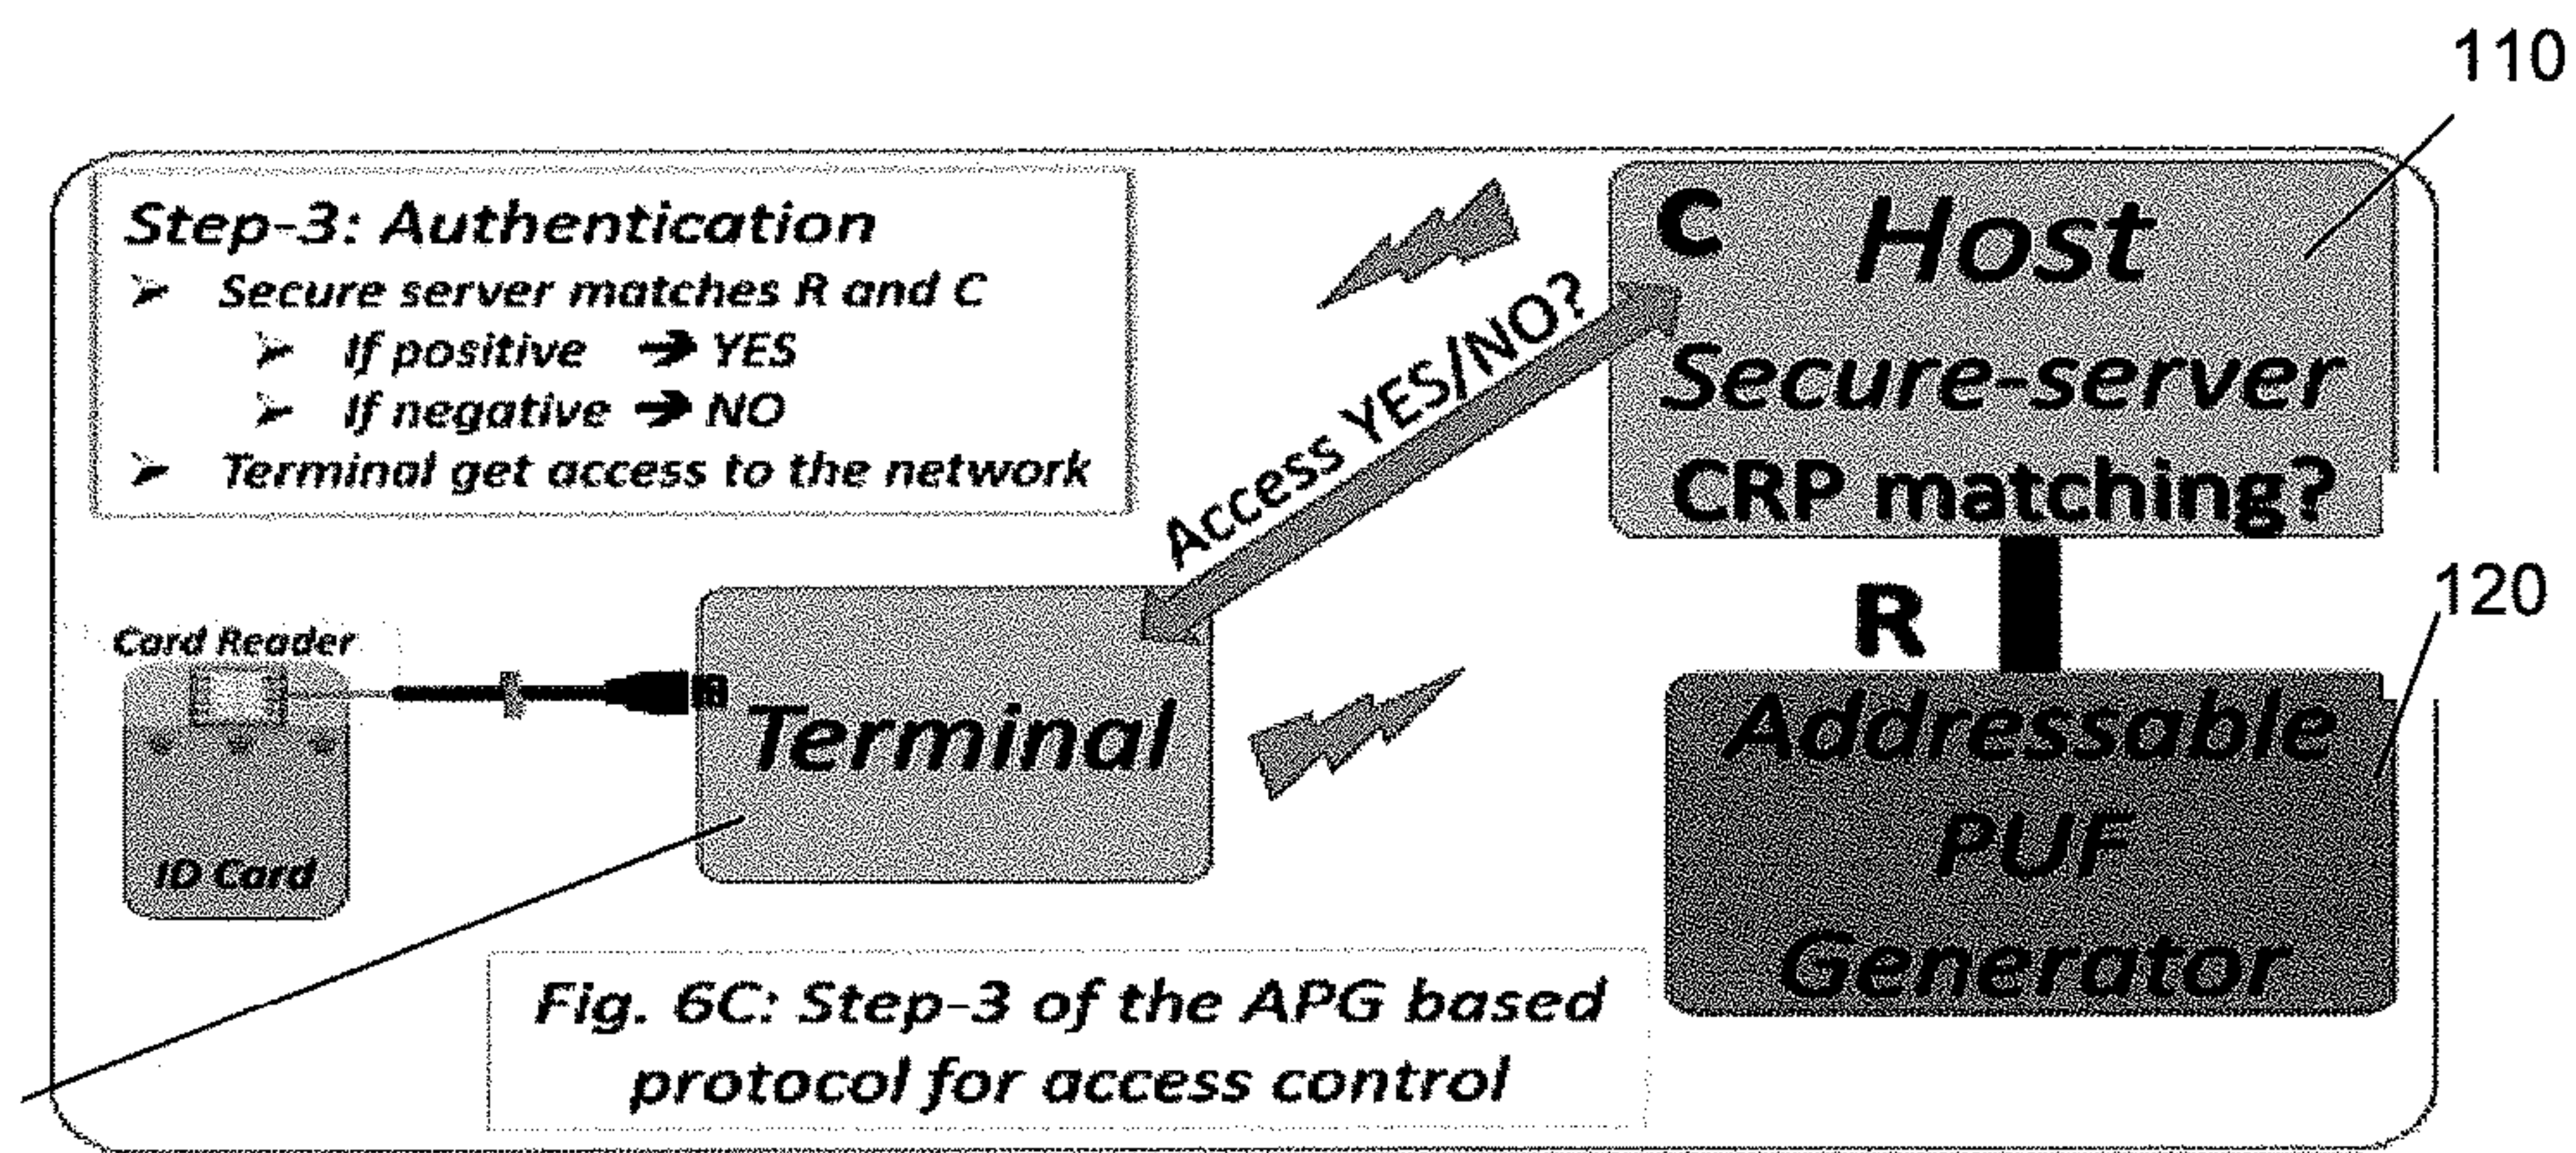 110
Step-3: Authentication
➢ Secure server matches R and C
➢ If positive ➔ YES
➢ If negative ➔ NO
➢ Terminal get access to the network
C Host
Secure-server
CRP matching?
Access YES/NO?
R
120
Card Reader
ID Card
Terminal
Addressable
PUF
Generator
Fig. 6C: Step-3 of the APG based
protocol for access control